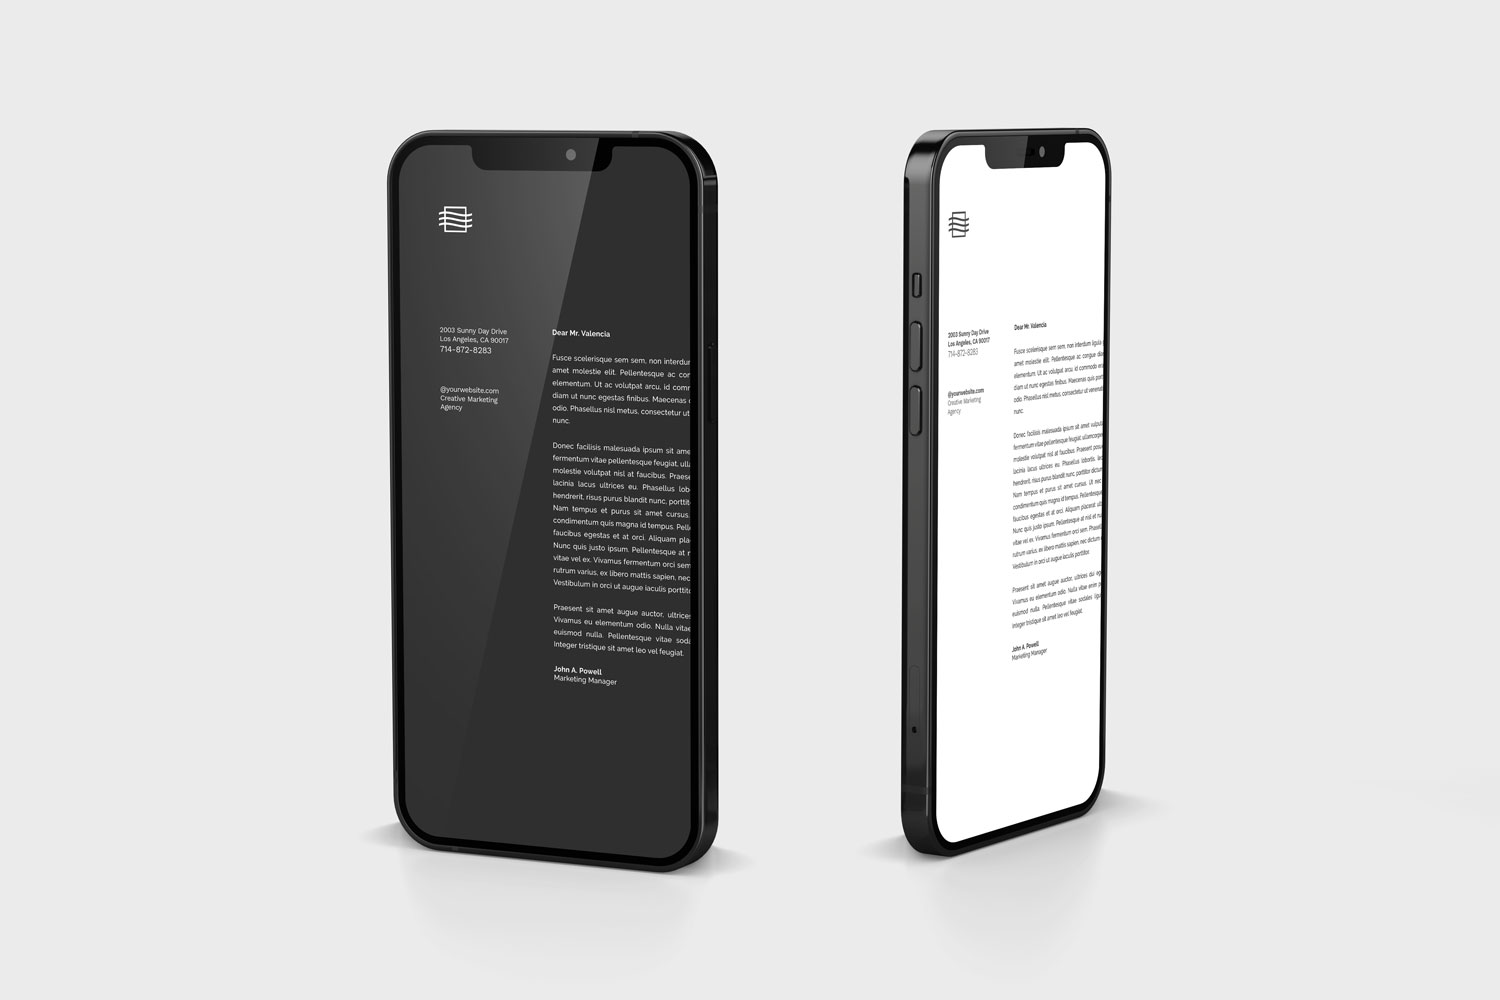 2003 Sunny Day Drive
Los Angeles, CA 90017
714-872-8283
@yourwebsite.com
Creative Marketing
Agency
Dear Mr. Valencia
Fusce scelerisque sem sem, non interdum
amet molestie elit. Pellentesque ac con
elementum. Ut ac volutpat arcu, id comm
diam ut nunc egestas finibus. Maecenas
odio. Phasellus nisl metus, consectetur ut
nunc.
Donec facilisis malesuada ipsum sit ame
fermentum vitae pellentesque feugiat, ulla
molestie volutpat nisl at faucibus. Praese
lacinia lacus ultrices eu. Phasellus lob
hendrerit, risus purus blandit nunc, porttit
Nam tempus et purus sit amet cursus.
condimentum quis magna id tempus. Pelle
faucibus egestas et at orci. Aliquam pla
Nunc quis justo ipsum. Pellentesque at n
vitae vel ex. Vivamus fermentum orci sem
rutrum varius, ex libero mattis sapien, nec
Vestibulum in orci ut augue iaculis porttito
Praesent sit amet augue auctor, ultrices
Vivamus eu elementum odio. Nulla vitae
euismod nulla. Pellentesque vitae soda
Integer tristique sit amet leo vel feugiat.
John A. Powell
Marketing Manager
2003 Sunny Day Drive
Los Angeles, CA 90017
714-872-8283
@yourwebsite.com
Creative Marketing
Agency
Dear Mr. Valencia
Fusce scelerisque sem sem, non interdum ligula
amet molestie elit. Pellentesque ac congue dia
elementum. Ut ac volutpat arcu, id commodo
diam ut nunc egestas finibus. Maecenas quis
odio. Phasellus nisl metus, consectetur ut
nunc.
Donec facilisis malesuada ipsum sit amet
fermentum vitae pellentesque feugiat, ullamcorper
molestie volutpat nisl at faucibus. Praesent
lacinia lacus ultrices eu. Phasellus lobortis,
hendrerit, risus purus blandit nunc, porttitor dictum
Nam tempus et purus sit amet cursus. Ut nec
condimentum quis magna id tempus. Pellentesque
faucibus egestas et at orci. Aliquam placerat
Nunc quis justo ipsum. Pellentesque at nisl et
vitae vel ex. Vivamus fermentum orci sem.
rutrum varius, ex libero mattis sapien, nec dictum
Vestibulum in orci ut augue iaculis porttitor.
Praesent sit amet augue auctor, ultrices dui
Vivamus eu elementum odio. Nulla vitae enim
euismod nulla. Pellentesque vitae sodales
Integer tristique sit amet leo vel feugiat.
John A. Powell
Marketing Manager